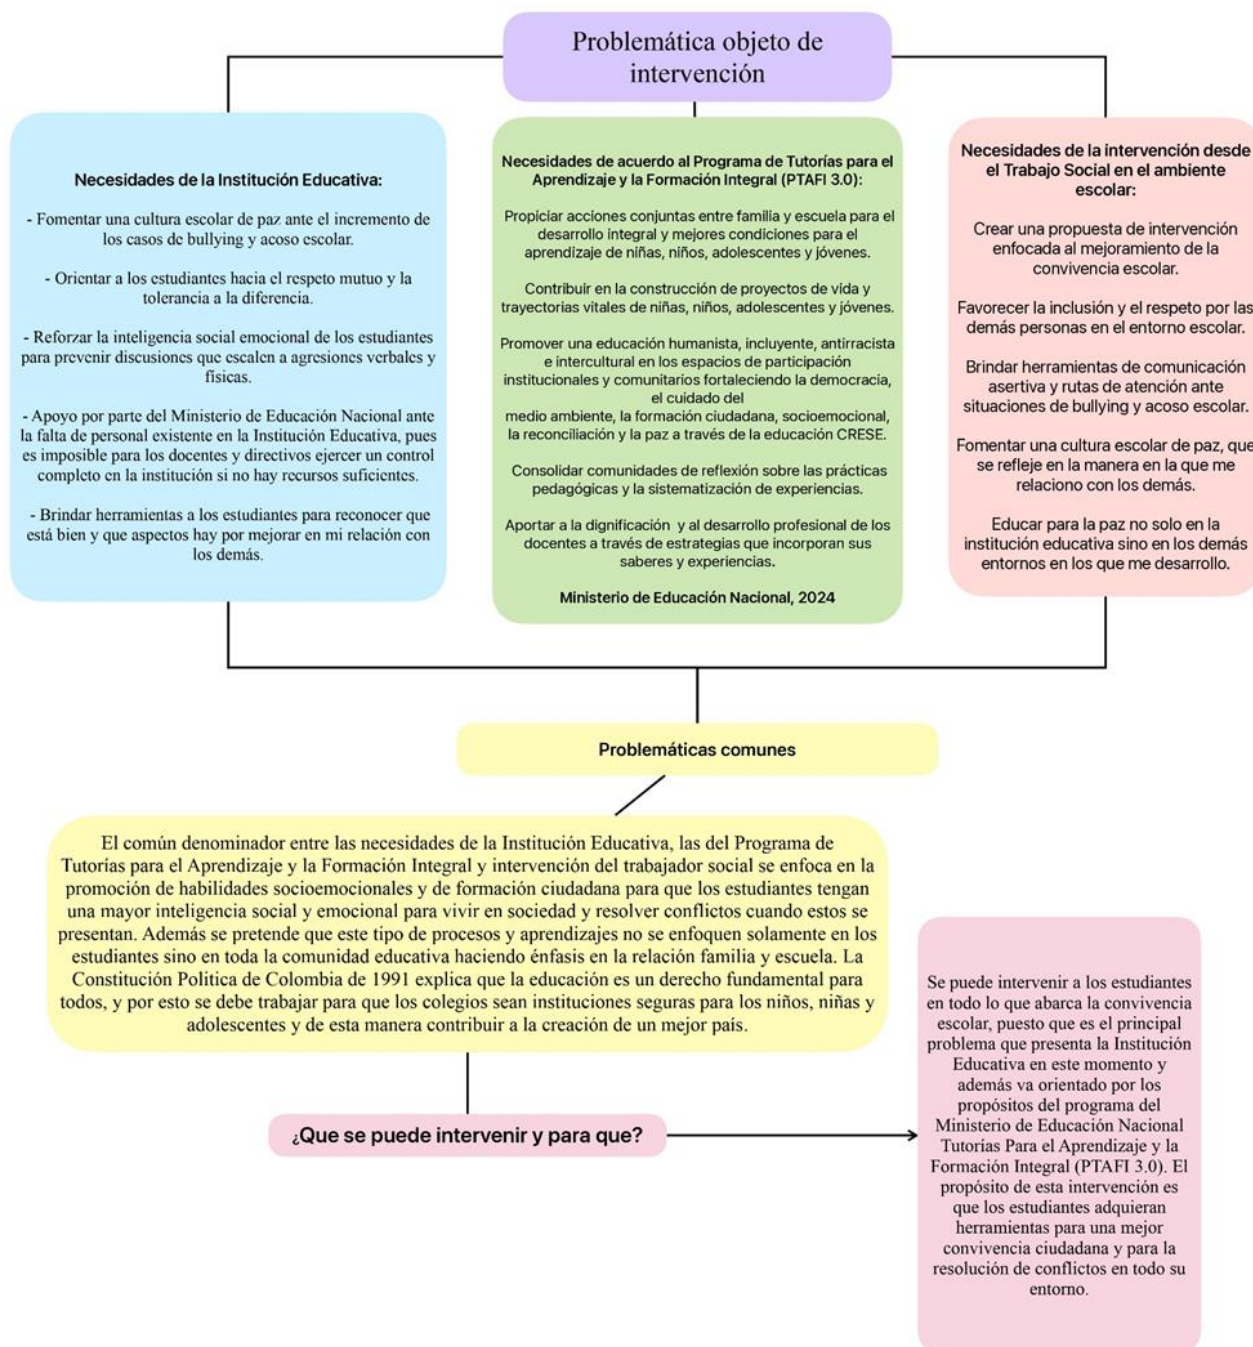 Problemática objeto de
intervención
Necesidades de la Institución Educativa:
- Fomentar una cultura escolar de paz ante el incremento de
los casos de bullying y acoso escolar.
- Orientar a los estudiantes hacia el respeto mutuo y la
tolerancia a la diferencia.
- Reforzar la inteligencia social emocional de los estudiantes
para prevenir discusiones que escalen a agresiones verbales y
físicas.
- Apoyo por parte del Ministerio de Educación Nacional ante
la falta de personal existente en la Institución Educativa, pues
es imposible para los docentes y directivos ejercer un control
completo en la institución si no hay recursos suficientes.
- Brindar herramientas a los estudiantes para reconocer que
está bien y que aspectos hay por mejorar en mi relación con
los demás.
Necesidades de acuerdo al Programa de Tutorías para el
Aprendizaje y la Formación Integral (PTAFI 3.0):
Propiciar acciones conjuntas entre familia y escuela para el
desarrollo integral y mejores condiciones para el
aprendizaje de niñas, niños, adolescentes y jóvenes.
Contribuir en la construcción de proyectos de vida y
trayectorias vitales de niñas, niños, adolescentes y jóvenes.
Promover una educación humanista, incluyente, antirracista
e intercultural en los espacios de participación
institucionales y comunitarios fortaleciendo la democracia,
el cuidado del
medio ambiente, la formación ciudadana, socioemocional,
la reconciliación y la paz a través de la educación CRESE.
Consolidar comunidades de reflexión sobre las prácticas
pedagógicas y la sistematización de experiencias.
Aportar a la dignificación y al desarrollo profesional de los
docentes a través de estrategias que incorporan sus
saberes y experiencias.
Ministerio de Educación Nacional, 2024
Necesidades de la intervención desde
el Trabajo Social en el ambiente
escolar:
Crear una propuesta de intervención
enfocada al mejoramiento de la
convivencia escolar.
Favorecer la inclusión y el respeto por las
demás personas en el entorno escolar.
Brindar herramientas de comunicación
asertiva y rutas de atención ante
situaciones de bullying y acoso escolar.
Fomentar una cultura escolar de paz, que
se refleje en la manera en la que me
relaciono con los demás.
Educar para la paz no solo en la
institución educativa sino en los demás
entornos en los que me desarrollo.
Problemáticas comunes
El común denominador entre las necesidades de la Institución Educativa, las del Programa de
Tutorías para el Aprendizaje y la Formación Integral y intervención del trabajador social se enfoca en la
promoción de habilidades socioemocionales y de formación ciudadana para que los estudiantes tengan
una mayor inteligencia social y emocional para vivir en sociedad y resolver conflictos cuando estos se
presentan. Además se pretende que este tipo de procesos y aprendizajes no se enfoquen solamente en los
estudiantes sino en toda la comunidad educativa haciendo énfasis en la relación familia y escuela. La
Constitución Politica de Colombia de 1991 explica que la educación es un derecho fundamental para
todos, y por esto se debe trabajar para que los colegios sean instituciones seguras para los niños, niñas y
adolescentes y de esta manera contribuir a la creación de un mejor país.
¿Que se puede intervenir y para que?
Se puede intervenir a los estudiantes
en todo lo que abarca la convivencia
escolar, puesto que es el principal
problema que presenta la Institución
Educativa en este momento y
además va orientado por los
propósitos del programa del
Ministerio de Educación Nacional
Tutorías Para el Aprendizaje y la
Formación Integral (PTAFI 3.0). El
propósito de esta intervención es
que los estudiantes adquieran
herramientas para una mejor
convivencia ciudadana y para la
resolución de conflictos en todo su
entorno.